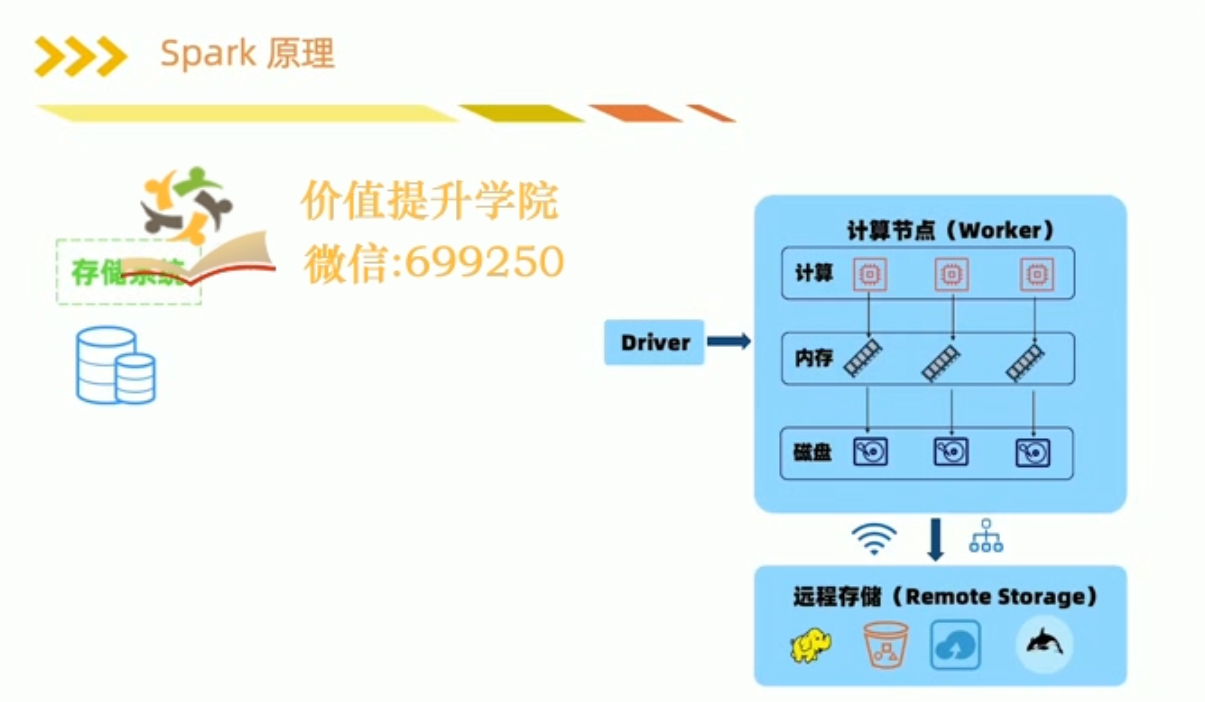 Spark 原理
价值提升学院
微信:699250
存储系统
Driver
计算节点（Worker）
计算
内存
磁盘
远程存储（Remote Storage）